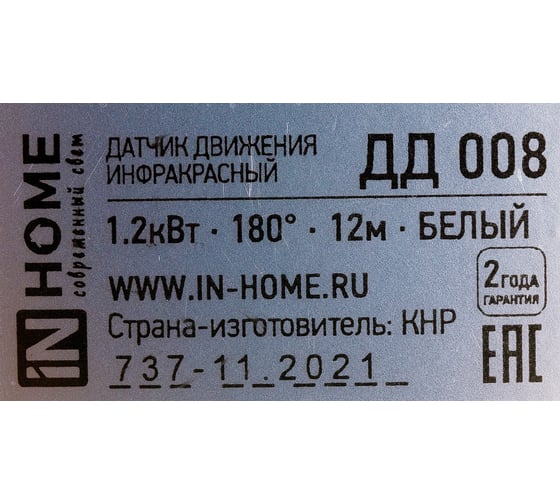 IN HOME
современный свет
ДАТЧИК ДВИЖЕНИЯ
ИНФРАКРАСНЫЙ
ДД 008
1.2кВт · 180° · 12м · БЕЛЫЙ
WWW.IN-HOME.RU
2 ГОДА
ГАРАНТИЯ
Страна-изготовитель: КНР
737-11.2021
EAC